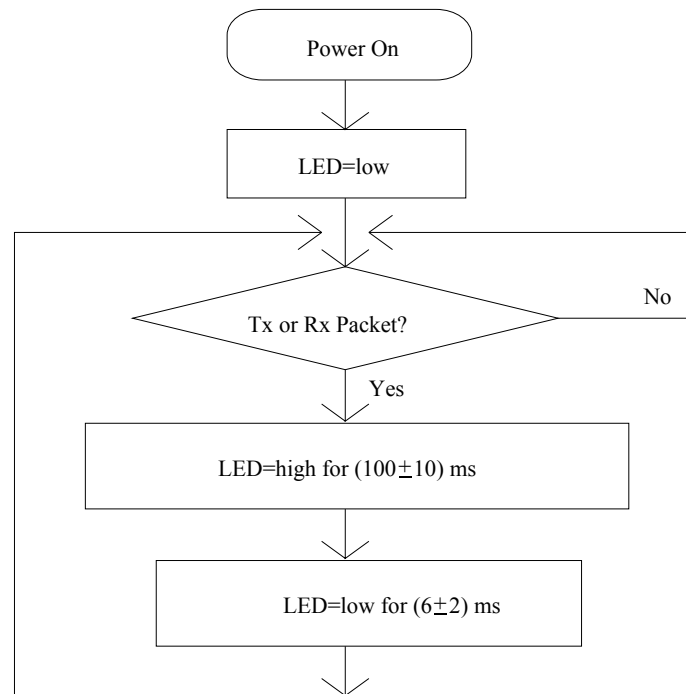 Power On
LED=low
No
Tx or Rx Packet?
Yes
LED=high for (100±10) ms
LED=low for (6±2) ms